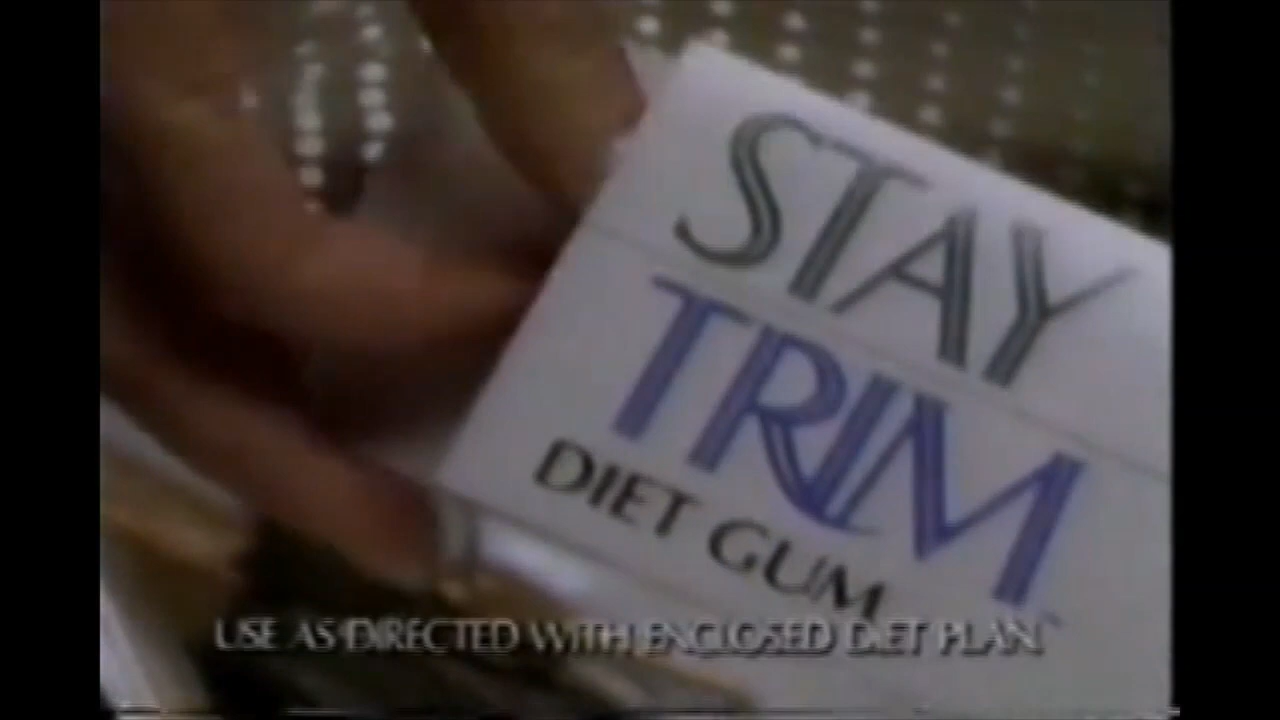 STAY
TRIM
DIET GUM
USE AS DIRECTED WITH ENCLOSED DIET PLAN.